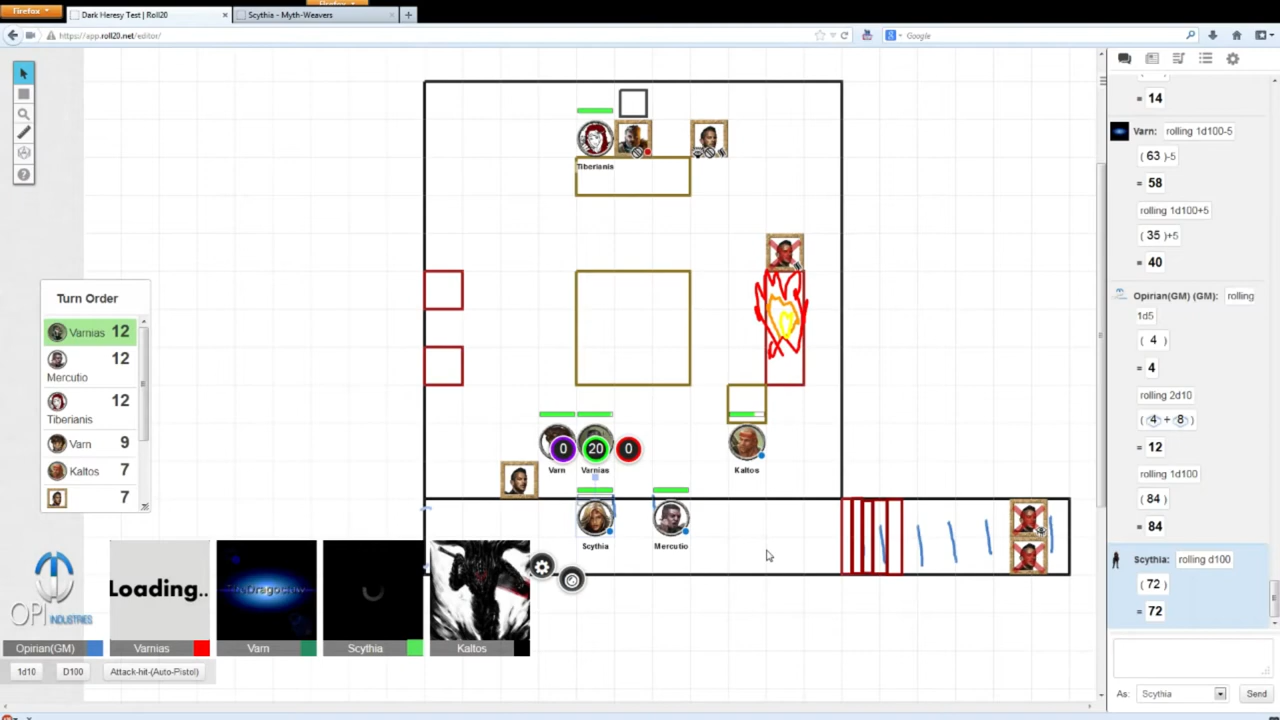 Firefox
Firefox
Dark Heresy Test | Roll20
Scythia - Myth-Weavers
https://app.roll20.net/editor/
Google
= 14
Varn: rolling 1d100-5
( 63 )-5
= 58
rolling 1d100+5
( 35 )+5
= 40
Opirian(GM) (GM): rolling
1d5
( 4 )
= 4
rolling 2d10
( 4 + 8 )
= 12
rolling 1d100
( 84 )
= 84
Scythia: rolling d100
( 72 )
= 72
As: Scythia
Send
Tiberianis
Turn Order
Varnias 12
12
Mercutio
12
Tiberianis
Varn 9
Kaltos 7
7
0
20
0
Varn
Varnias
Kaltos
Scythia
Mercutio
OPI
INDUSTRIES
Loading..
Opirian(GM)
Varnias
Varn
Scythia
Kaltos
1d10
D100
Attack-hit-(Auto-Pistol)